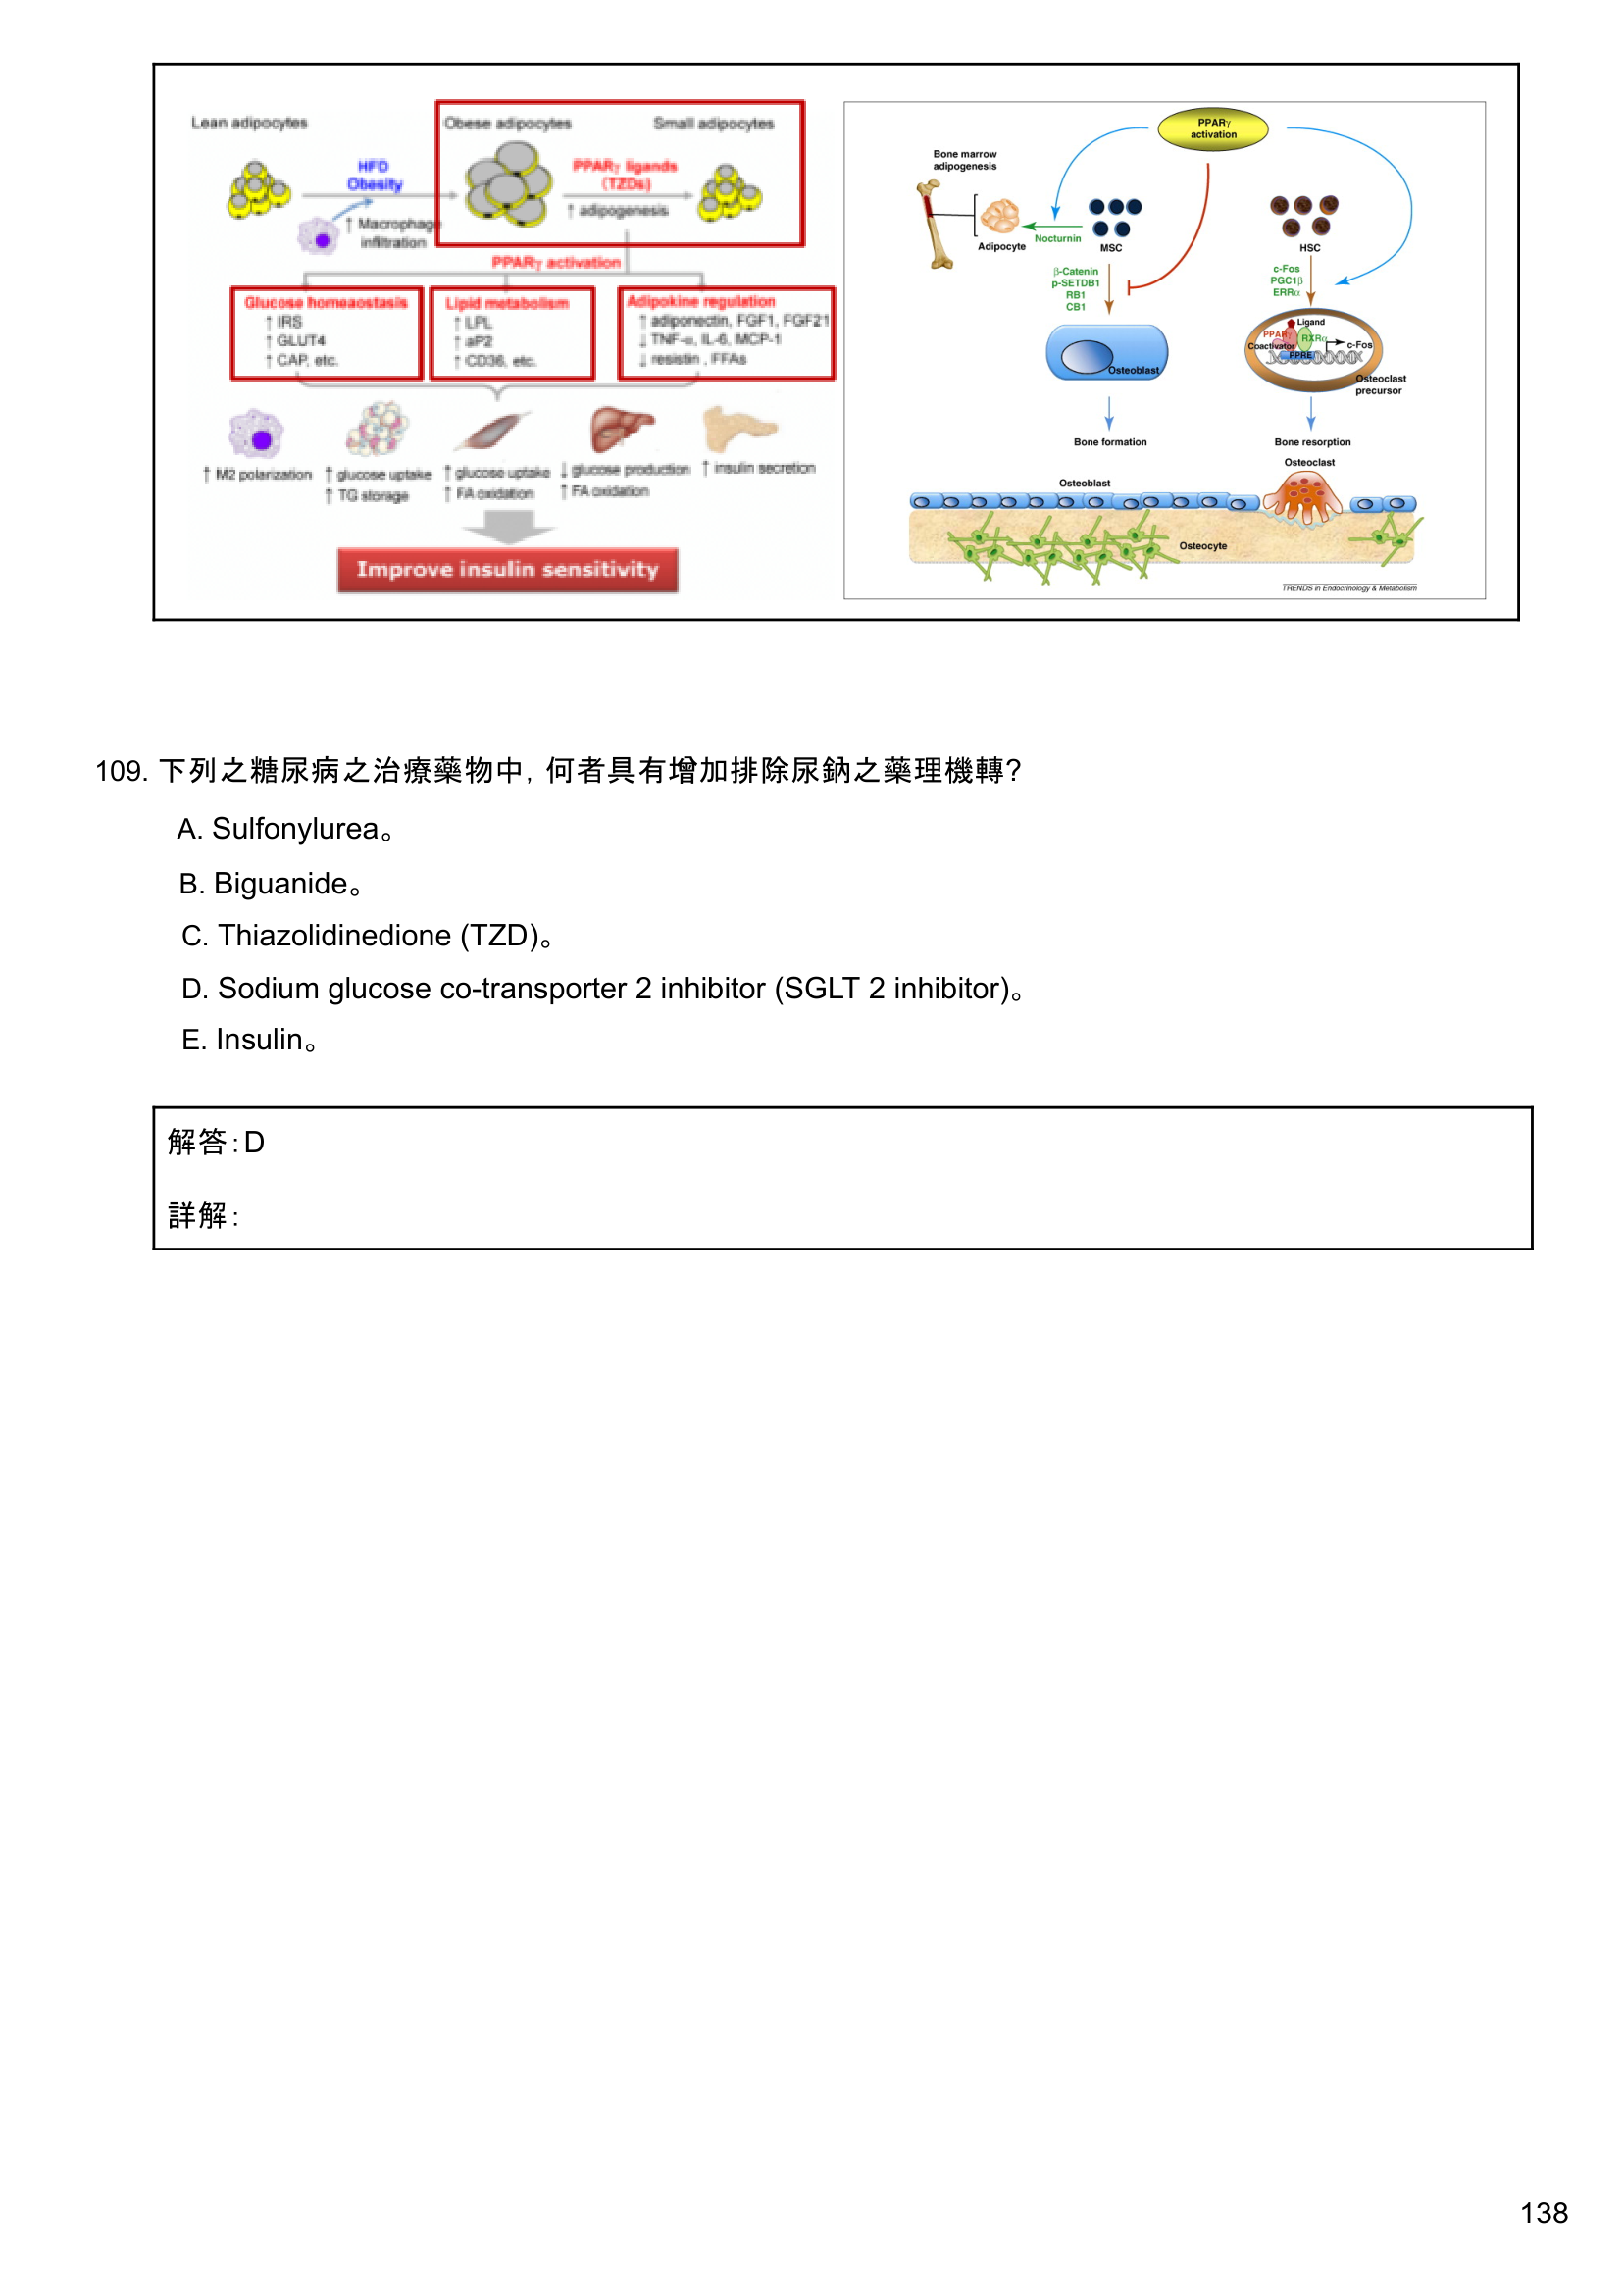 Lean adipocytes
Obese adipocytes
Small adipocytes
HFD
Obesity
PPARγ ligands
(TZDs)
↑ adipogenesis
↑ Macrophage
infiltration
PPARγ activation
Glucose homeaostasis
↑ IRS
↑ GLUT4
↑ CAP, etc.
Lipid metabolism
↑ LPL
↑ aP2
↑ CD36, etc.
Adipokine regulation
↑ adiponectin, FGF1, FGF21
↓ TNF-α, IL-6, MCP-1
↓ resistin , FFAs
↑ M2 polarization
↑ glucose uptake
↑ TG storage
↑ glucose uptake
↑ FA oxidation
↓ glucose production
↑ FA oxidation
↑ insulin secretion
Improve insulin sensitivity
PPARγ
activation
Bone marrow
adipogenesis
Adipocyte
Nocturnin
MSC
HSC
β-Catenin
p-SETDB1
RB1
CB1
c-Fos
PGC1β
ERRα
Ligand
PPARγ
RXRα
Coactivator
c-Fos
PPRE
Osteoblast
Osteoclast
precursor
Bone formation
Bone resorption
Osteoclast
Osteoblast
Osteocyte
TRENDS in Endocrinology & Metabolism
109. 下列之糖尿病之治療藥物中, 何者具有增加排除尿鈉之藥理機轉?
A. Sulfonylurea。
B. Biguanide。
C. Thiazolidinedione (TZD)。
D. Sodium glucose co-transporter 2 inhibitor (SGLT 2 inhibitor)。
E. Insulin。
解答:D
詳解:
138